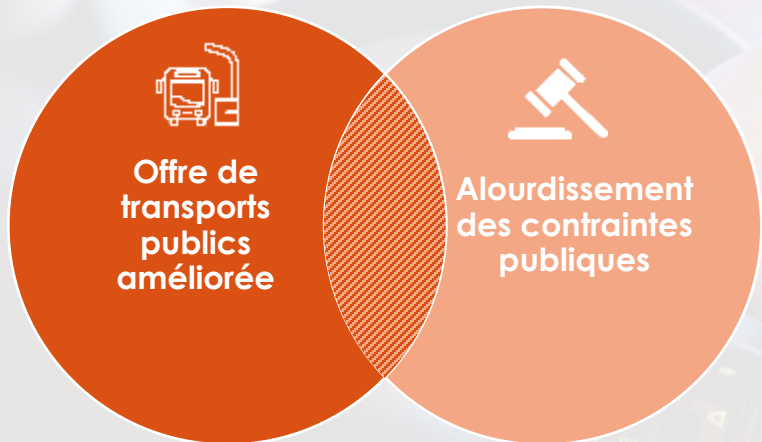 Offre de
transports
publics
améliorée
Alourdissement
des contraintes
publiques